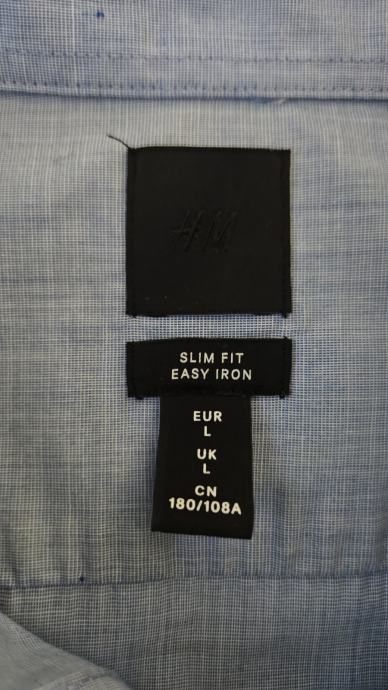 H&M
SLIM FIT
EASY IRON
EUR
L
UK
L
CN
180/108A